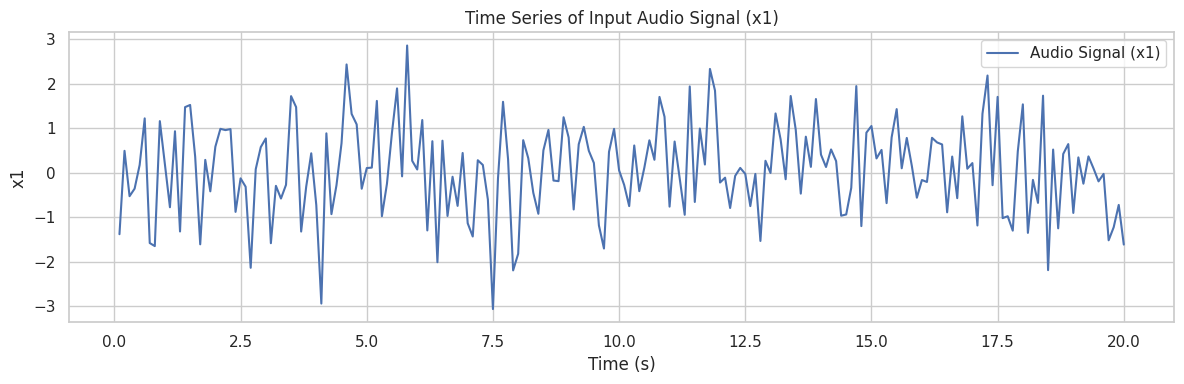 Time Series of Input Audio Signal (x1)
Audio Signal (x1)
x1
3
2
1
0
−1
−2
−3
0.0 2.5 5.0 7.5 10.0 12.5 15.0 17.5 20.0
Time (s)